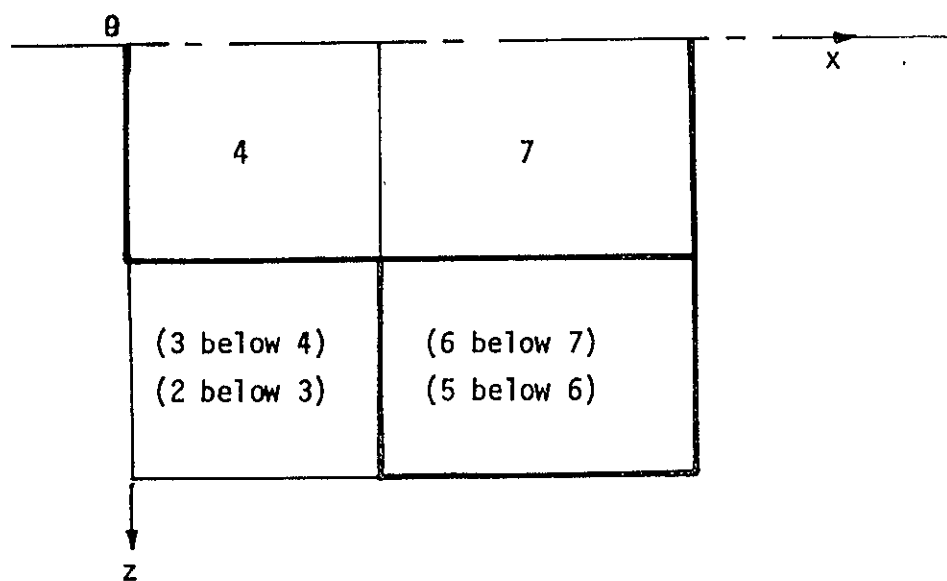 θ
x
4 7
(3 below 4) (6 below 7)
(2 below 3) (5 below 6)
z